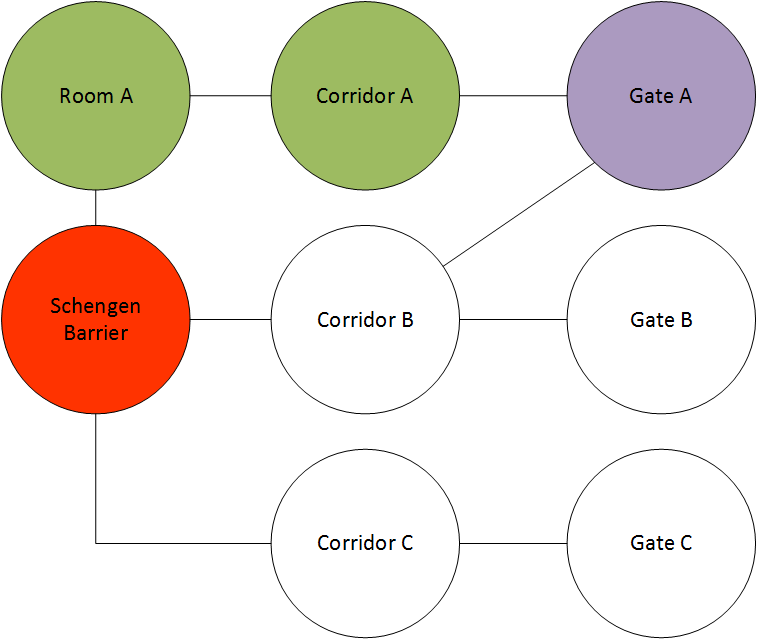 Room A
Corridor A
Gate A
Schengen
Barrier
Corridor B
Gate B
Corridor C
Gate C